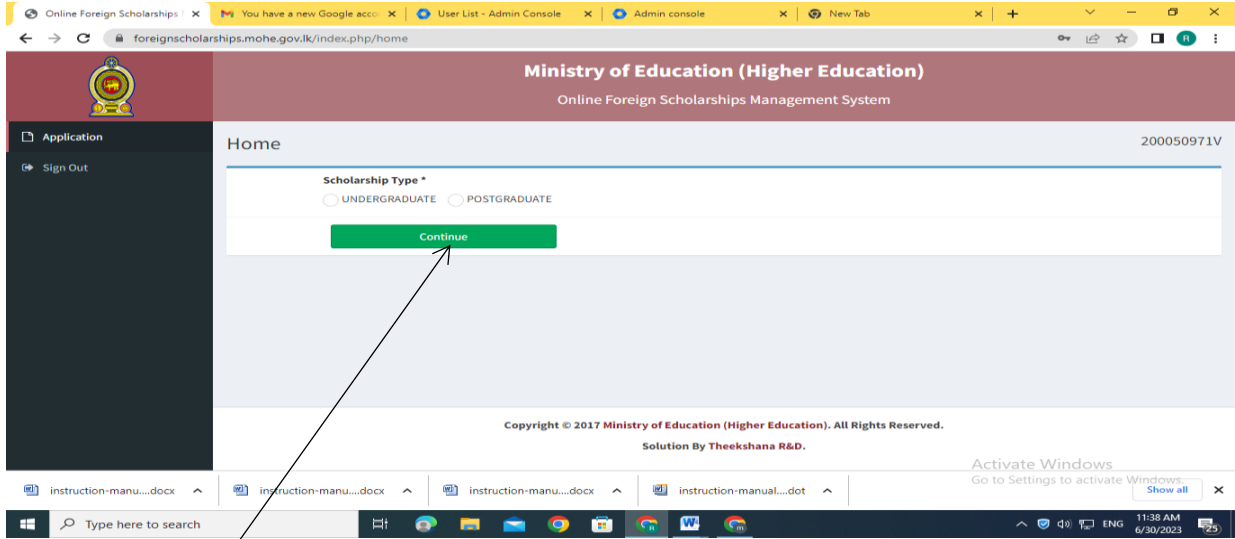 Online Foreign Scholarships
You have a new Google acco
User List - Admin Console
Admin console
New Tab
foreignscholarships.mohe.gov.lk/index.php/home
R
Ministry of Education (Higher Education)
Online Foreign Scholarships Management System
Application
Home
200050971V
Sign Out
Scholarship Type *
UNDERGRADUATE POSTGRADUATE
Continue
Copyright © 2017 Ministry of Education (Higher Education). All Rights Reserved.
Solution By Theekshana R&D.
Activate Windows
Go to Settings to activate Windows.
instruction-manu....docx
instruction-manu....docx
instruction-manu....docx
instruction-manual....dot
Show all
Type here to search
ENG
11:38 AM
6/30/2023
25